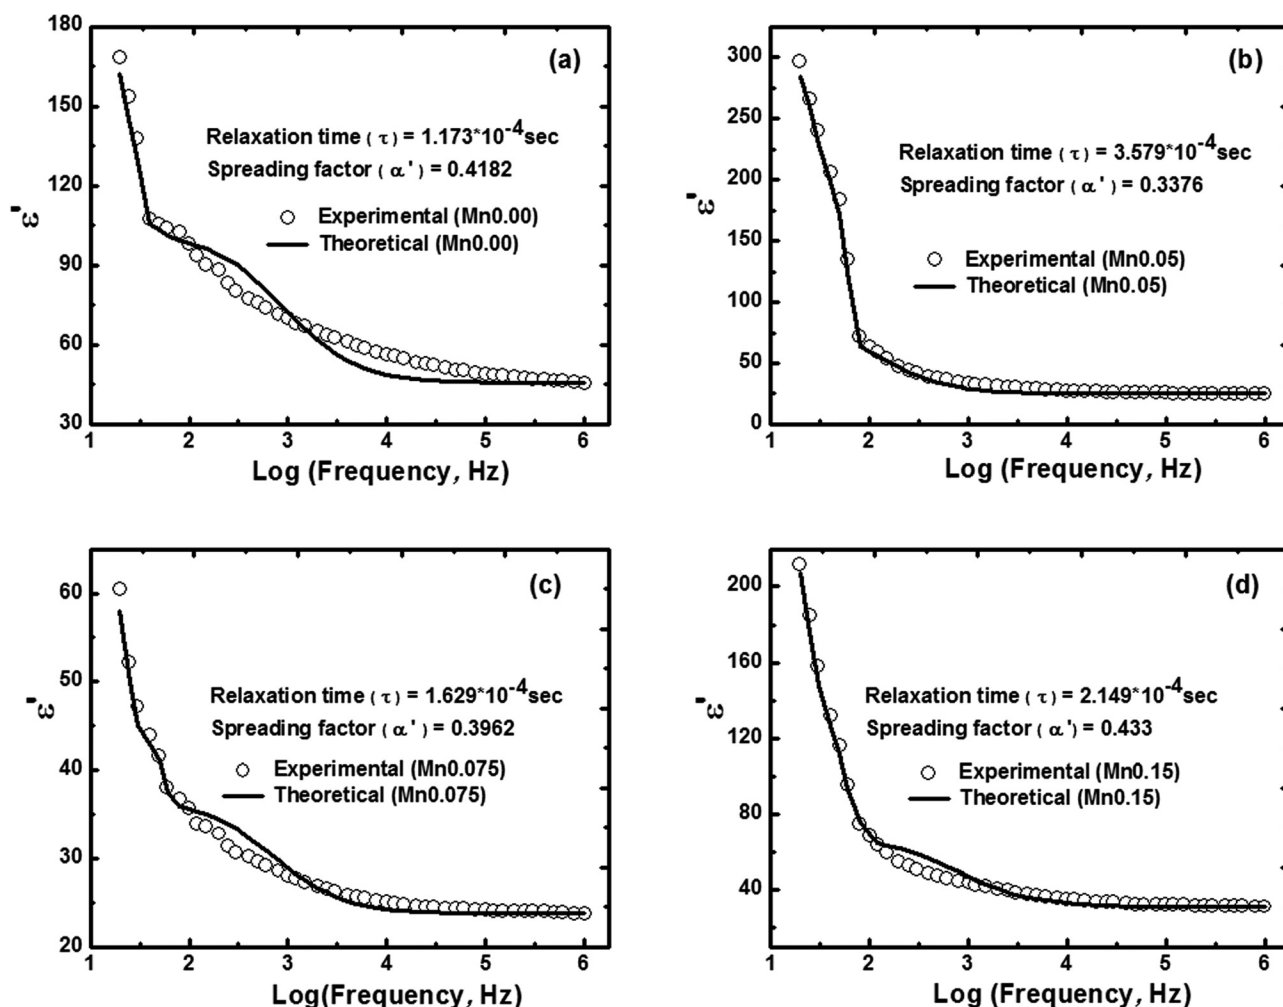 (a)
180
150
120
90
60
30
ε'
Relaxation time (τ) = 1.173*10-4sec
Spreading factor (α') = 0.4182
Experimental (Mn0.00)
Theoretical (Mn0.00)
1 2 3 4 5 6
Log (Frequency, Hz)
(b)
300
250
200
150
100
50
0
ε'
Relaxation time (τ) = 3.579*10-4sec
Spreading factor (α') = 0.3376
Experimental (Mn0.05)
Theoretical (Mn0.05)
1 2 3 4 5 6
Log (Frequency, Hz)
(c)
60
50
40
30
20
ε'
Relaxation time (τ) = 1.629*10-4sec
Spreading factor (α') = 0.3962
Experimental (Mn0.075)
Theoretical (Mn0.075)
1 2 3 4 5 6
Log(Frequency, Hz)
(d)
200
160
120
80
40
ε'
Relaxation time (τ) = 2.149*10-4sec
Spreading factor (α') = 0.433
Experimental (Mn0.15)
Theoretical (Mn0.15)
1 2 3 4 5 6
Log (Frequency, Hz)